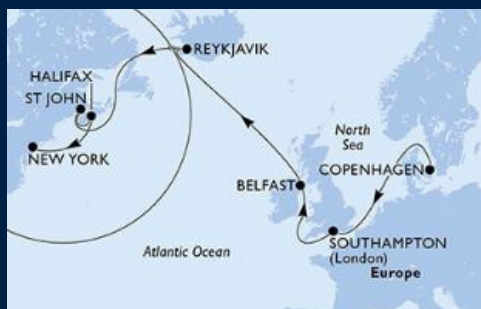 REYKJAVIK
HALIFAX
ST JOHN
NEW YORK
North
Sea
COPENHAGEN
BELFAST
SOUTHAMPTON
(London)
Atlantic Ocean
Europe